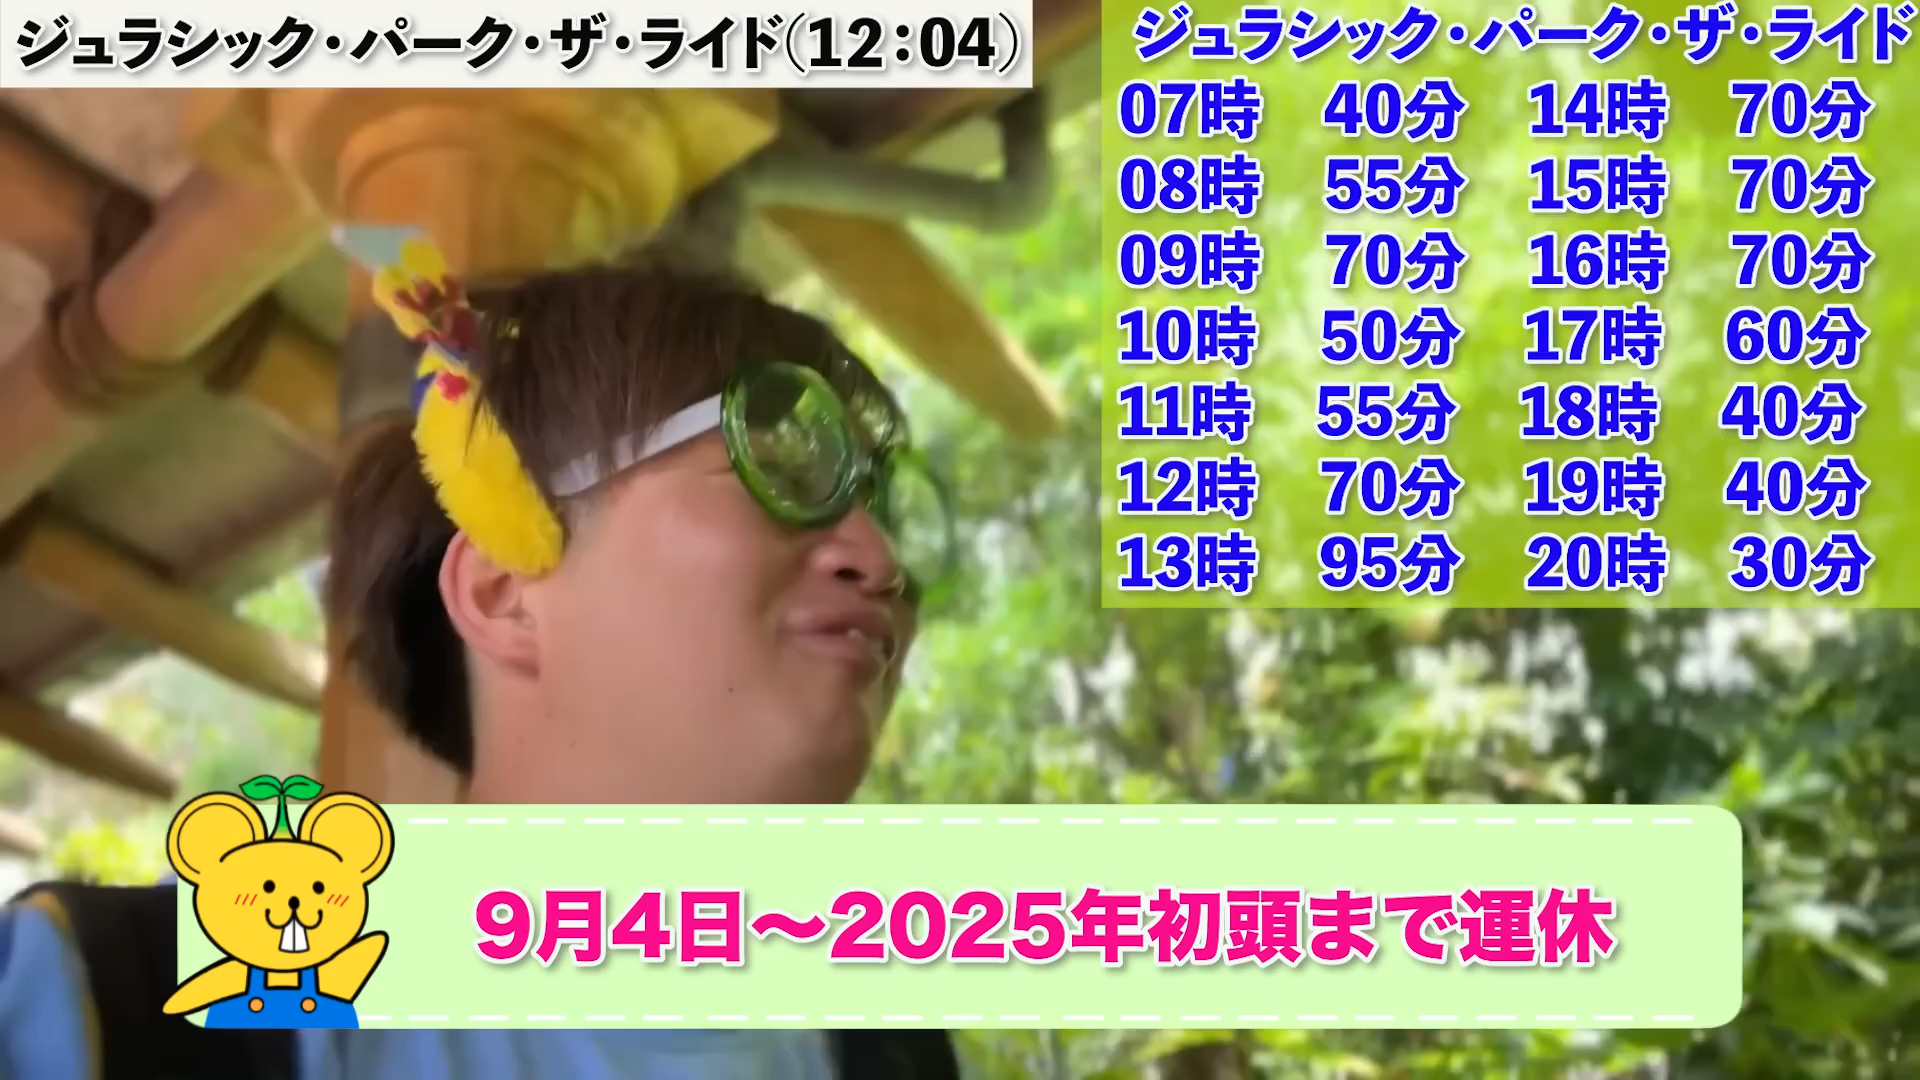 ジュラシック・パーク・ザ・ライド(12:04)
ジュラシック・パーク・ザ・ライド
07時 40分 14時 70分
08時 55分 15時 70分
09時 70分 16時 70分
10時 50分 17時 60分
11時 55分 18時 40分
12時 70分 19時 40分
13時 95分 20時 30分
9月4日~2025年初頭まで運休